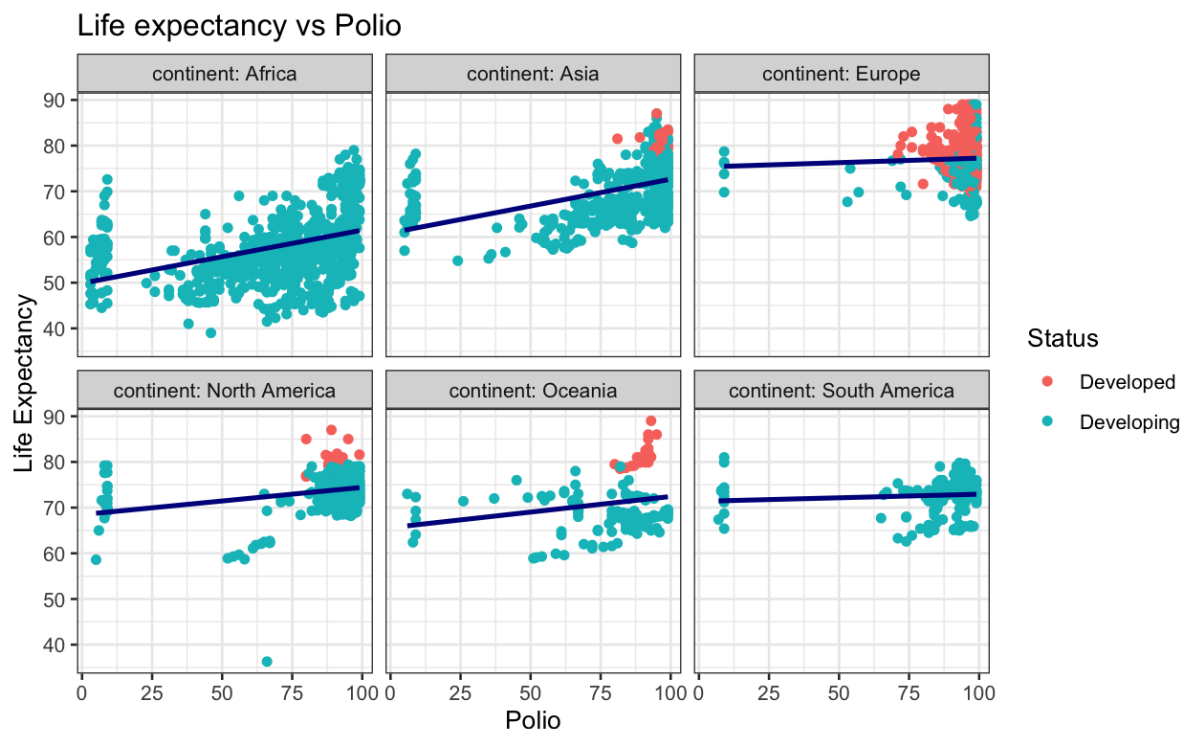 Life expectancy vs Polio
continent: Africa
continent: Asia
continent: Europe
90
80
70
60
50
40
continent: North America
continent: Oceania
continent: South America
90
80
70
60
50
40
0 25 50 75 100
0 25 50 75 100
0 25 50 75 100
Life Expectancy
Polio
Status
Developed
Developing